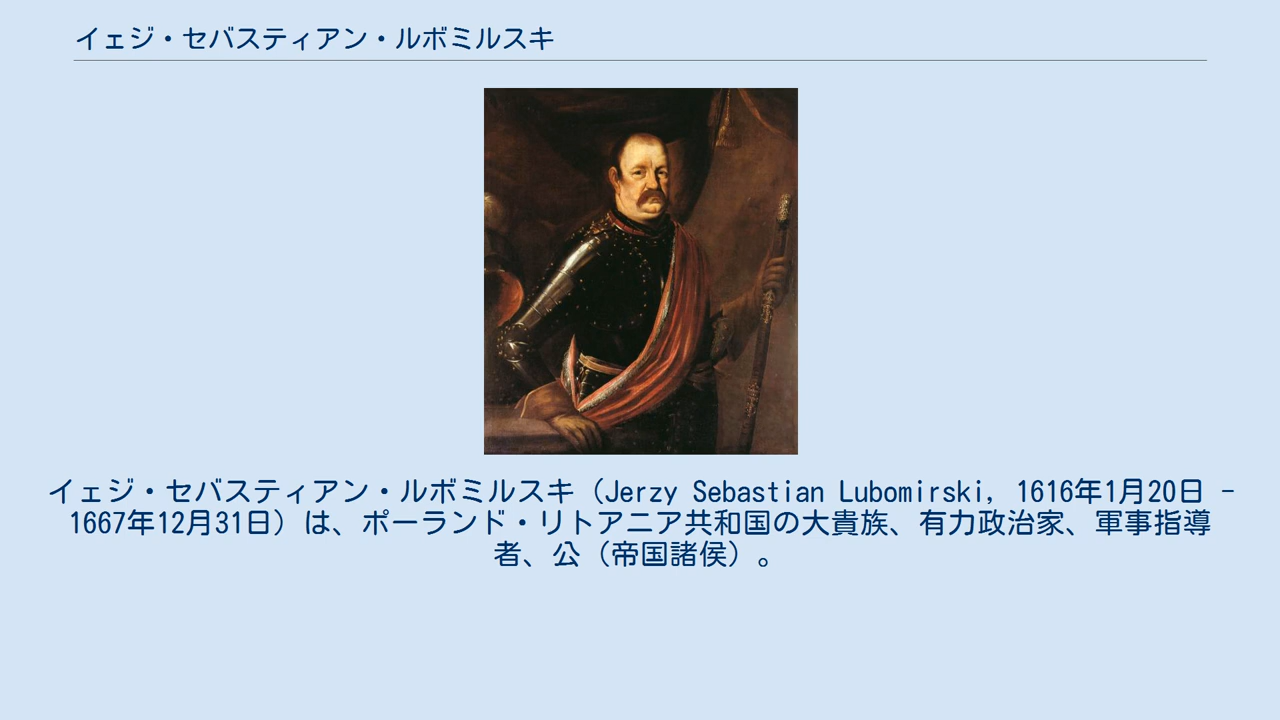 イェジ・セバスティアン・ルボミルスキ
イェジ・セバスティアン・ルボミルスキ（Jerzy Sebastian Lubomirski, 1616年1月20日 -
1667年12月31日）は、ポーランド・リトアニア共和国の大貴族、有力政治家、軍事指導
者、公（帝国諸侯）。